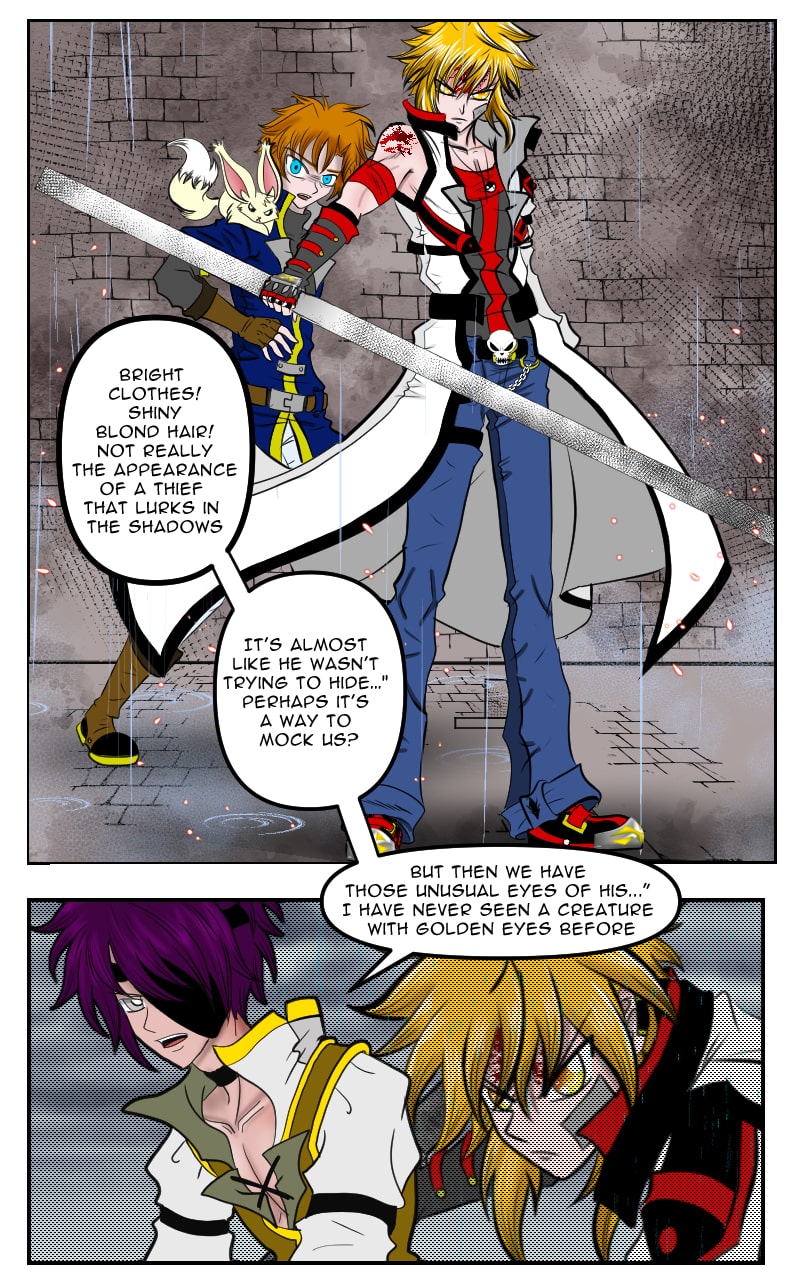 BRIGHT
CLOTHES!
SHINY
BLOND HAIR!
NOT REALLY
THE APPEARANCE
OF A THIEF
THAT LURKS IN
THE SHADOWS
IT'S ALMOST
LIKE HE WASN'T
TRYING TO HIDE..."
PERHAPS IT'S
A WAY TO
MOCK US?
BUT THEN WE HAVE
THOSE UNUSUAL EYES OF HIS..."
I HAVE NEVER SEEN A CREATURE
WITH GOLDEN EYES BEFORE